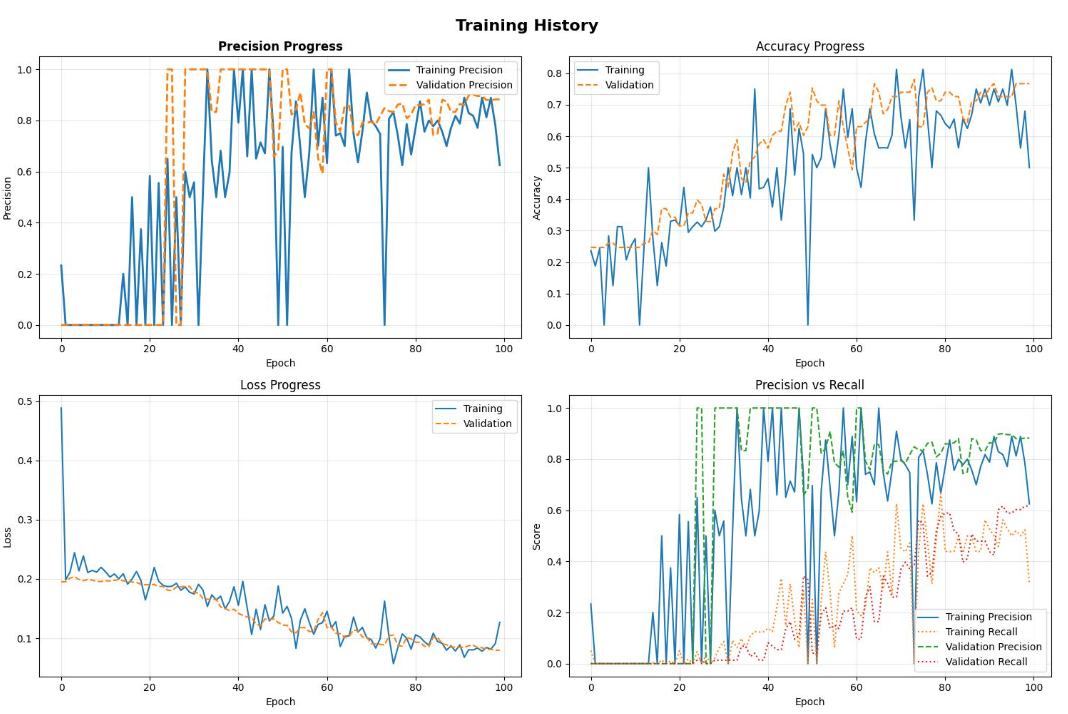 Training History
Precision Progress
Training Precision
Validation Precision
1.0
0.8
0.6
0.4
0.2
0.0
Precision
0 20 40 60 80 100
Epoch
Accuracy Progress
Training
Validation
0.8
0.7
0.6
0.5
0.4
0.3
0.2
0.1
0.0
Accuracy
0 20 40 60 80 100
Epoch
Loss Progress
Training
Validation
0.5
0.4
0.3
0.2
0.1
Loss
0 20 40 60 80 100
Epoch
Precision vs Recall
1.0
0.8
0.6
0.4
0.2
0.0
Score
Training Precision
Training Recall
Validation Precision
Validation Recall
0 20 40 60 80 100
Epoch